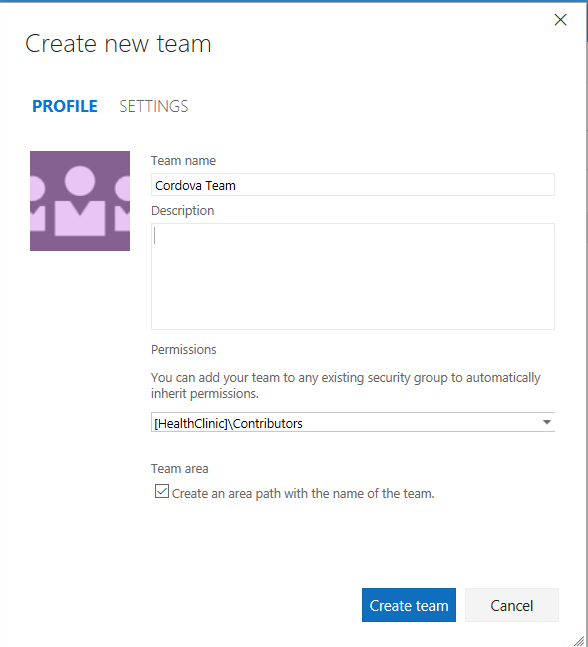 Create new team
PROFILE SETTINGS
Team name
Cordova Team
Description
Permissions
You can add your team to any existing security group to automatically
inherit permissions.
[HealthClinic]\Contributors
Team area
Create an area path with the name of the team.
Create team Cancel